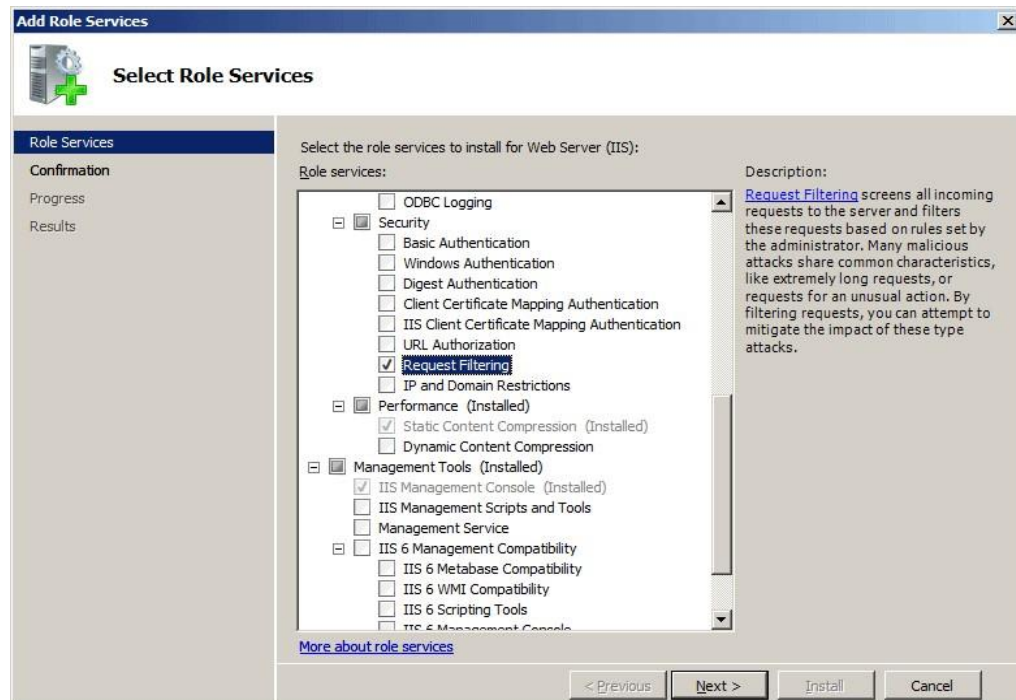 Add Role Services
Select Role Services
Role Services
Confirmation
Progress
Results
Select the role services to install for Web Server (IIS):
Role services:
ODBC Logging
Security
Basic Authentication
Windows Authentication
Digest Authentication
Client Certificate Mapping Authentication
IIS Client Certificate Mapping Authentication
URL Authorization
Request Filtering
IP and Domain Restrictions
Performance (Installed)
Static Content Compression (Installed)
Dynamic Content Compression
Management Tools (Installed)
IIS Management Console (Installed)
IIS Management Scripts and Tools
Management Service
IIS 6 Management Compatibility
IIS 6 Metabase Compatibility
IIS 6 WMI Compatibility
IIS 6 Scripting Tools
IIS 6 Management Console
More about role services
Description:
Request Filtering screens all incoming
requests to the server and filters
these requests based on rules set by
the administrator. Many malicious
attacks share common characteristics,
like extremely long requests, or
requests for an unusual action. By
filtering requests, you can attempt to
mitigate the impact of these type
attacks.
< Previous
Next >
Install
Cancel